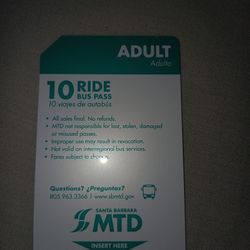 ADULT
Adulto
10 RIDE
BUS PASS
10 viajes de autobús
• All sales final. No refunds.
• MTD not responsible for lost, stolen, damaged
or misused passes.
• Improper use may result in revocation.
• Not valid on interregional bus services.
• Fares subject to change.
Questions? ¿Preguntas?
805.963.3366 | www.sbmtd.gov
SANTA BARBARA
MTD
INSERT HERE